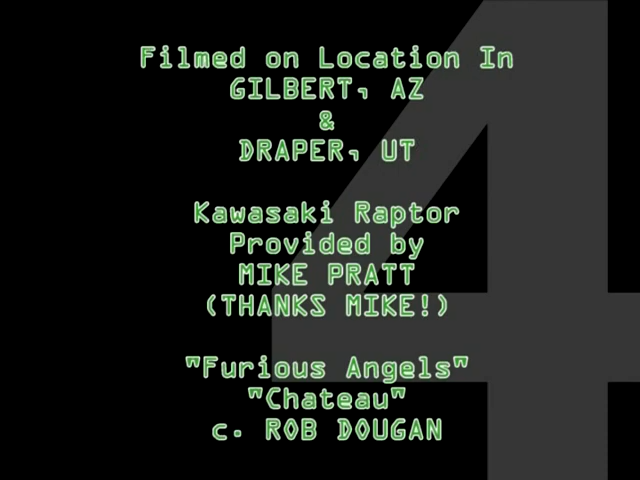 Filmed on Location In
GILBERT, AZ
&
DRAPER, UT
Kawasaki Raptor
Provided by
MIKE PRATT
(THANKS MIKE!)
"Furious Angels"
"Chateau"
c. ROB DOUGAN
4